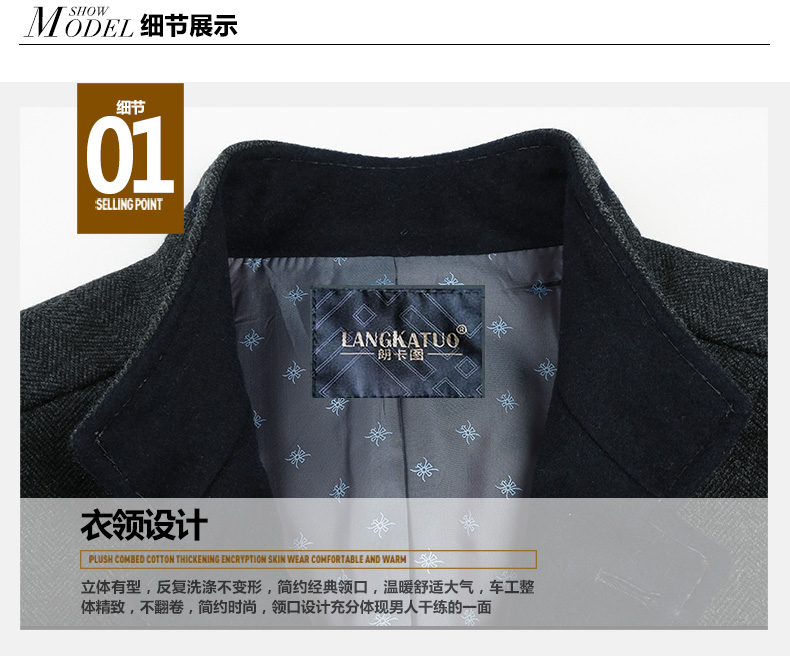 SHOW
MODEL 细节展示
细节
01
SELLING POINT
LANGKATUO®
朗卡图
衣领设计
PLUSH COMBED COTTON THICKENING ENCRYPTION SKIN WEAR COMFORTABLE AND WARM
立体有型，反复洗涤不变形，简约经典领口，温暖舒适大气，车工整
体精致，不翻卷，简约时尚，领口设计充分体现男人干练的一面